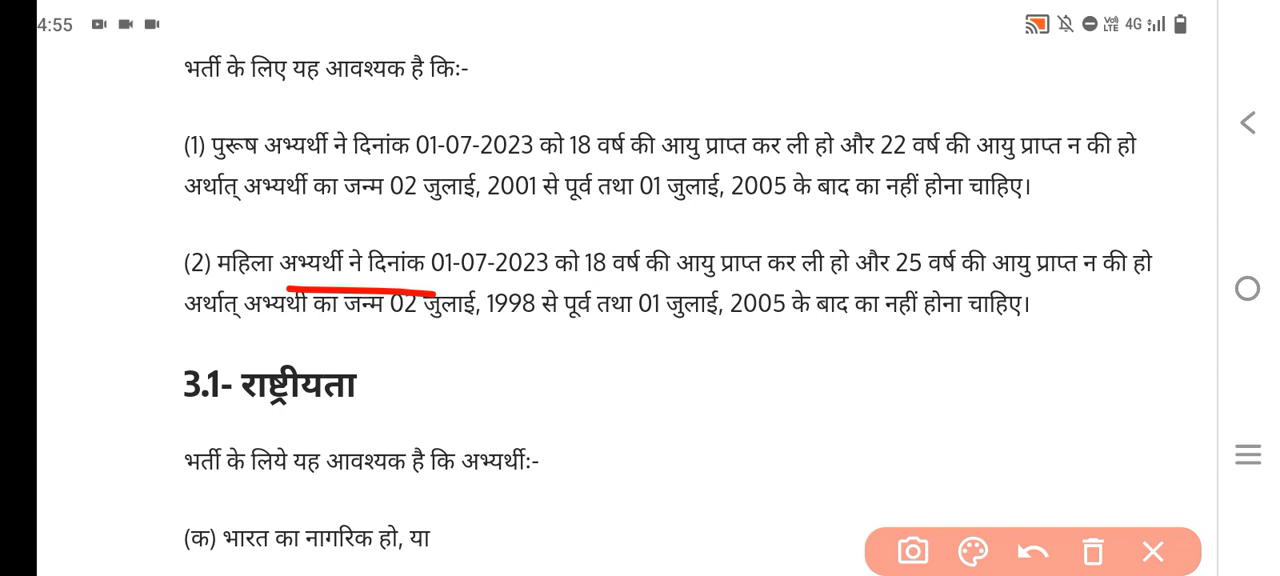 4:55 VoLTE 4G
भर्ती के लिए यह आवश्यक है किः-
(1) पुरूष अभ्यर्थी ने दिनांक 01-07-2023 को 18 वर्ष की आयु प्राप्त कर ली हो और 22 वर्ष की आयु प्राप्त न की हो
अर्थात् अभ्यर्थी का जन्म 02 जुलाई, 2001 से पूर्व तथा 01 जुलाई, 2005 के बाद का नहीं होना चाहिए।
(2) महिला अभ्यर्थी ने दिनांक 01-07-2023 को 18 वर्ष की आयु प्राप्त कर ली हो और 25 वर्ष की आयु प्राप्त न की हो
अर्थात् अभ्यर्थी का जन्म 02 जुलाई, 1998 से पूर्व तथा 01 जुलाई, 2005 के बाद का नहीं होना चाहिए।
3.1- राष्ट्रीयता
भर्ती के लिये यह आवश्यक है कि अभ्यर्थीः-
(क) भारत का नागरिक हो, या